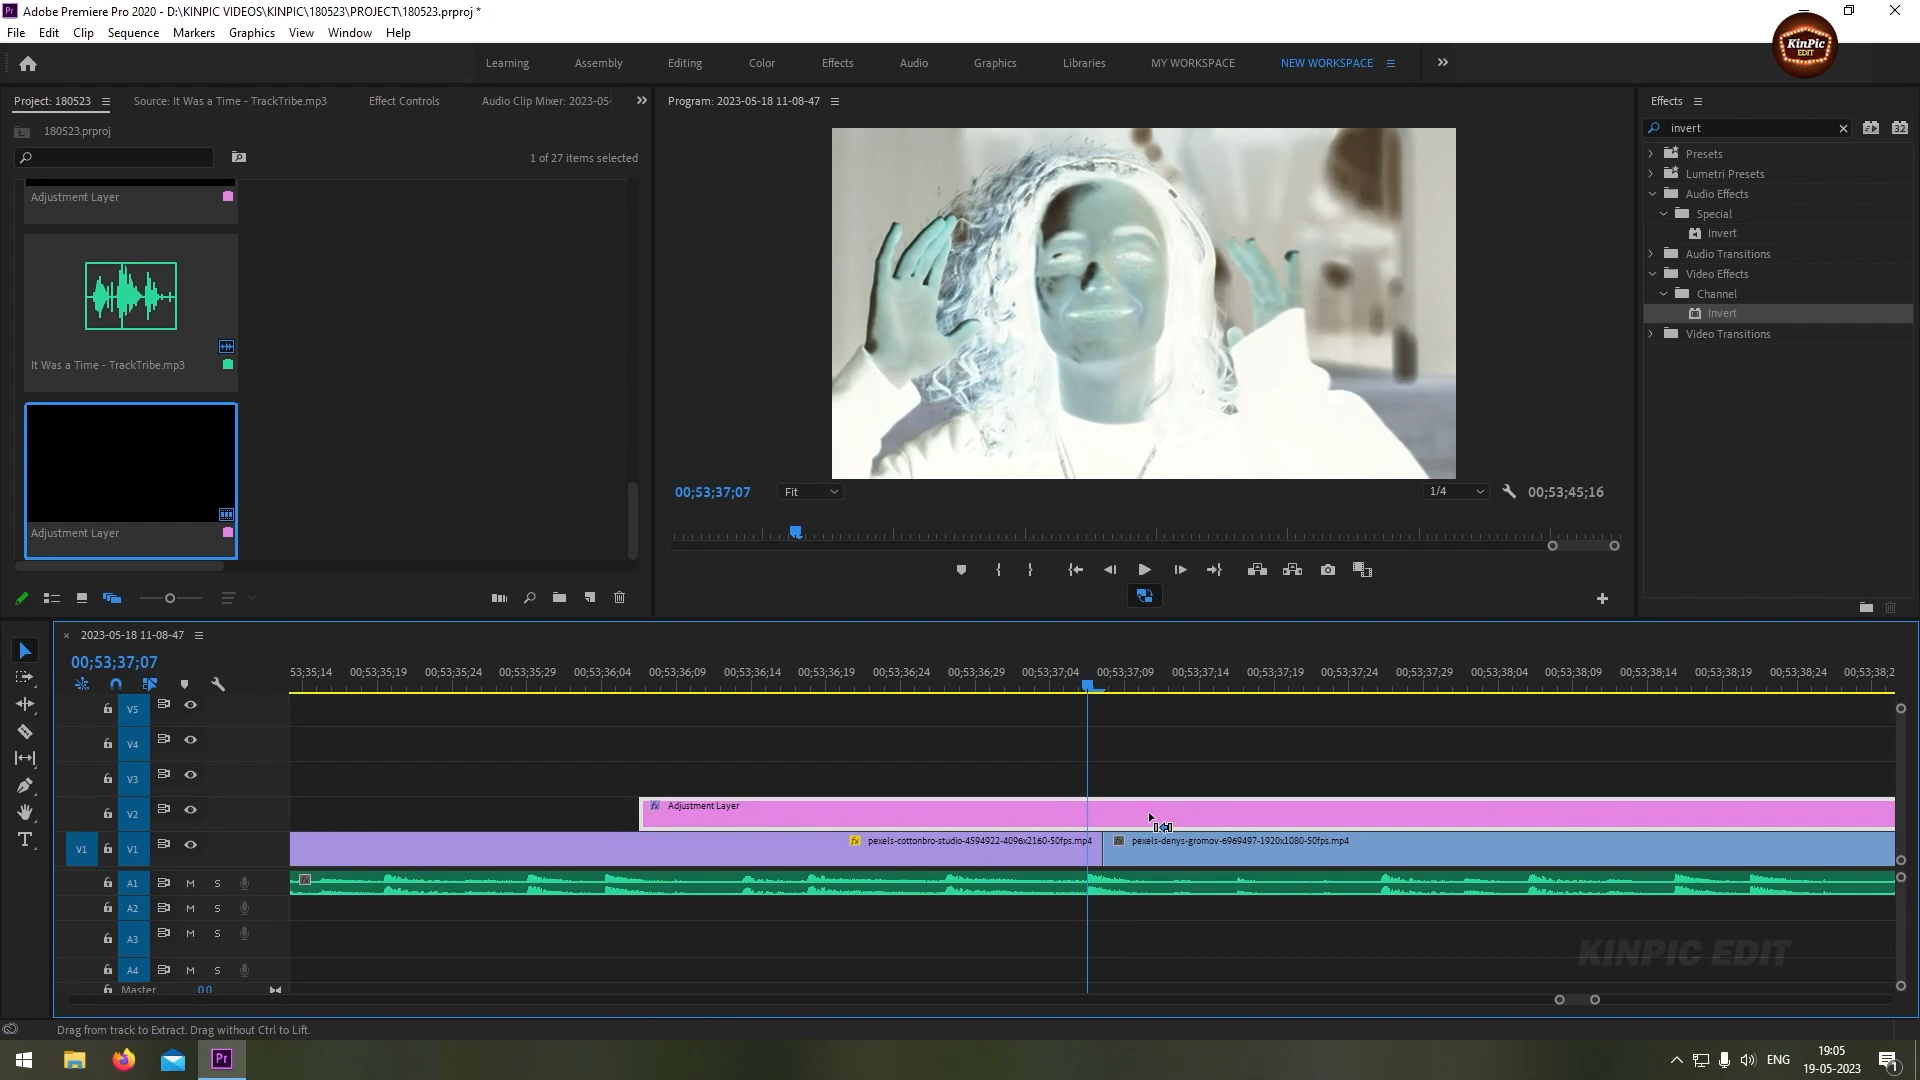 Adobe Premiere Pro 2020 - D:\KINPIC VIDEOS\KINPIC\180523\PROJECT\180523.prproj *
File Edit Clip Sequence Markers Graphics View Window Help
KinPic
EDIT
Learning Assembly Editing Color Effects Audio Graphics Libraries MY WORKSPACE NEW WORKSPACE
Project: 180523 Source: It Was a Time - TrackTribe.mp3 Effect Controls Audio Clip Mixer: 2023-05-
180523.prproj
1 of 27 items selected
Adjustment Layer
It Was a Time - TrackTribe.mp3
Adjustment Layer
Program: 2023-05-18 11-08-47
00;53;37;07 Fit 1/4 00;53;45;16
Effects
invert
32
Presets
Lumetri Presets
Audio Effects
Special
Invert
Audio Transitions
Video Effects
Channel
Invert
Video Transitions
2023-05-18 11-08-47
00;53;37;07
53;35;14 00;53;35;19 00;53;35;24 00;53;35;29 00;53;36;04 00;53;36;09 00;53;36;14 00;53;36;19 00;53;36;24 00;53;36;29 00;53;37;04 00;53;37;09 00;53;37;14 00;53;37;19 00;53;37;24 00;53;37;29 00;53;38;04 00;53;38;09 00;53;38;14 00;53;38;19 00;53;38;24 00;53;38;2
V5
V4
V3
V2 fx Adjustment Layer
V1 V1 fx pexels-cottonbro-studio-4594922-4096x2160-50fps.mp4 fx pexels-denys-gromov-6969497-1920x1080-50fps.mp4
A1 M S fx
A2 M S
A3 M S
A4 M S
Master 0.0
KINPIC EDIT
Drag from track to Extract. Drag without Ctrl to Lift.
Pr ENG 19:05
19-05-2023
1